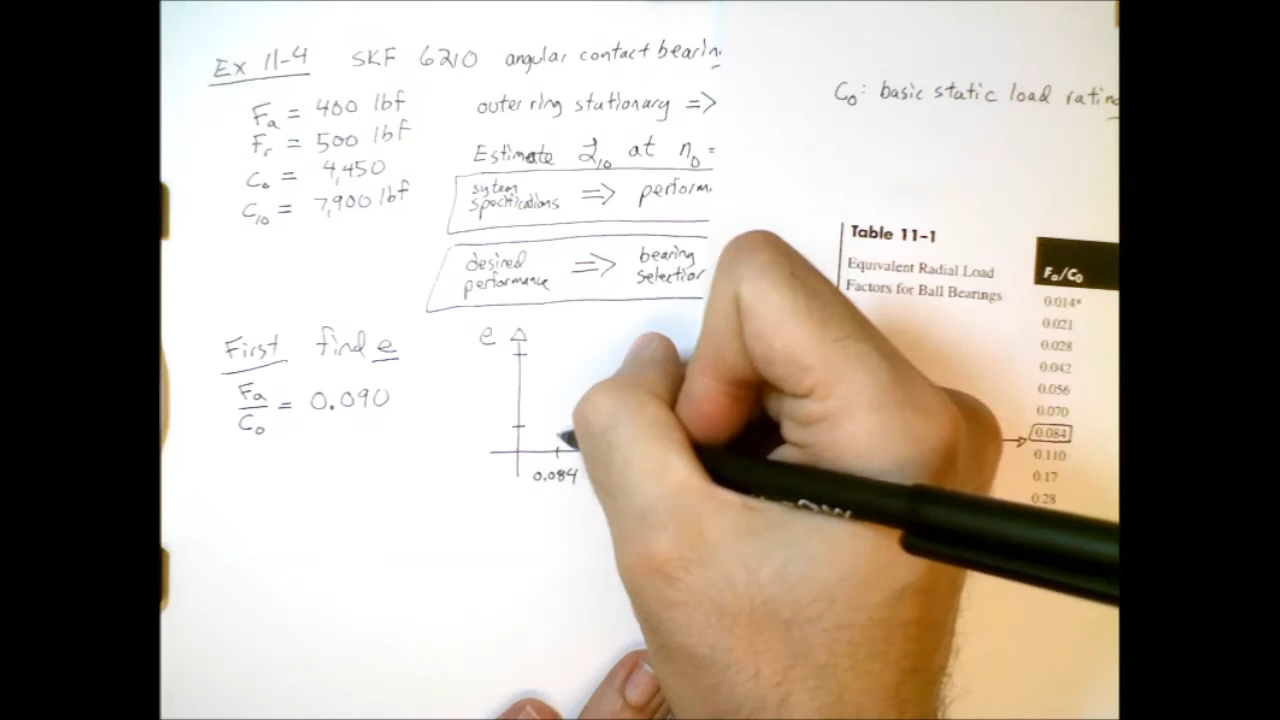 Ex 11-4 SKF 6210 angular contact bearin
Fa = 400 lbf
Fr = 500 lbf
C0 = 4,450
C10 = 7,900 lbf
outer ring stationary =>
Estimate L10 at nD =
sytem
specifications => perform
desired
performance => bearing
selection
First find e
Fa/C0 = 0.090
e
0.084
C0: basic static load rating
Table 11–1
Equivalent Radial Load
Factors for Ball Bearings
Fa/C0
0.014*
0.021
0.028
0.042
0.056
0.070
0.084
0.110
0.17
0.28